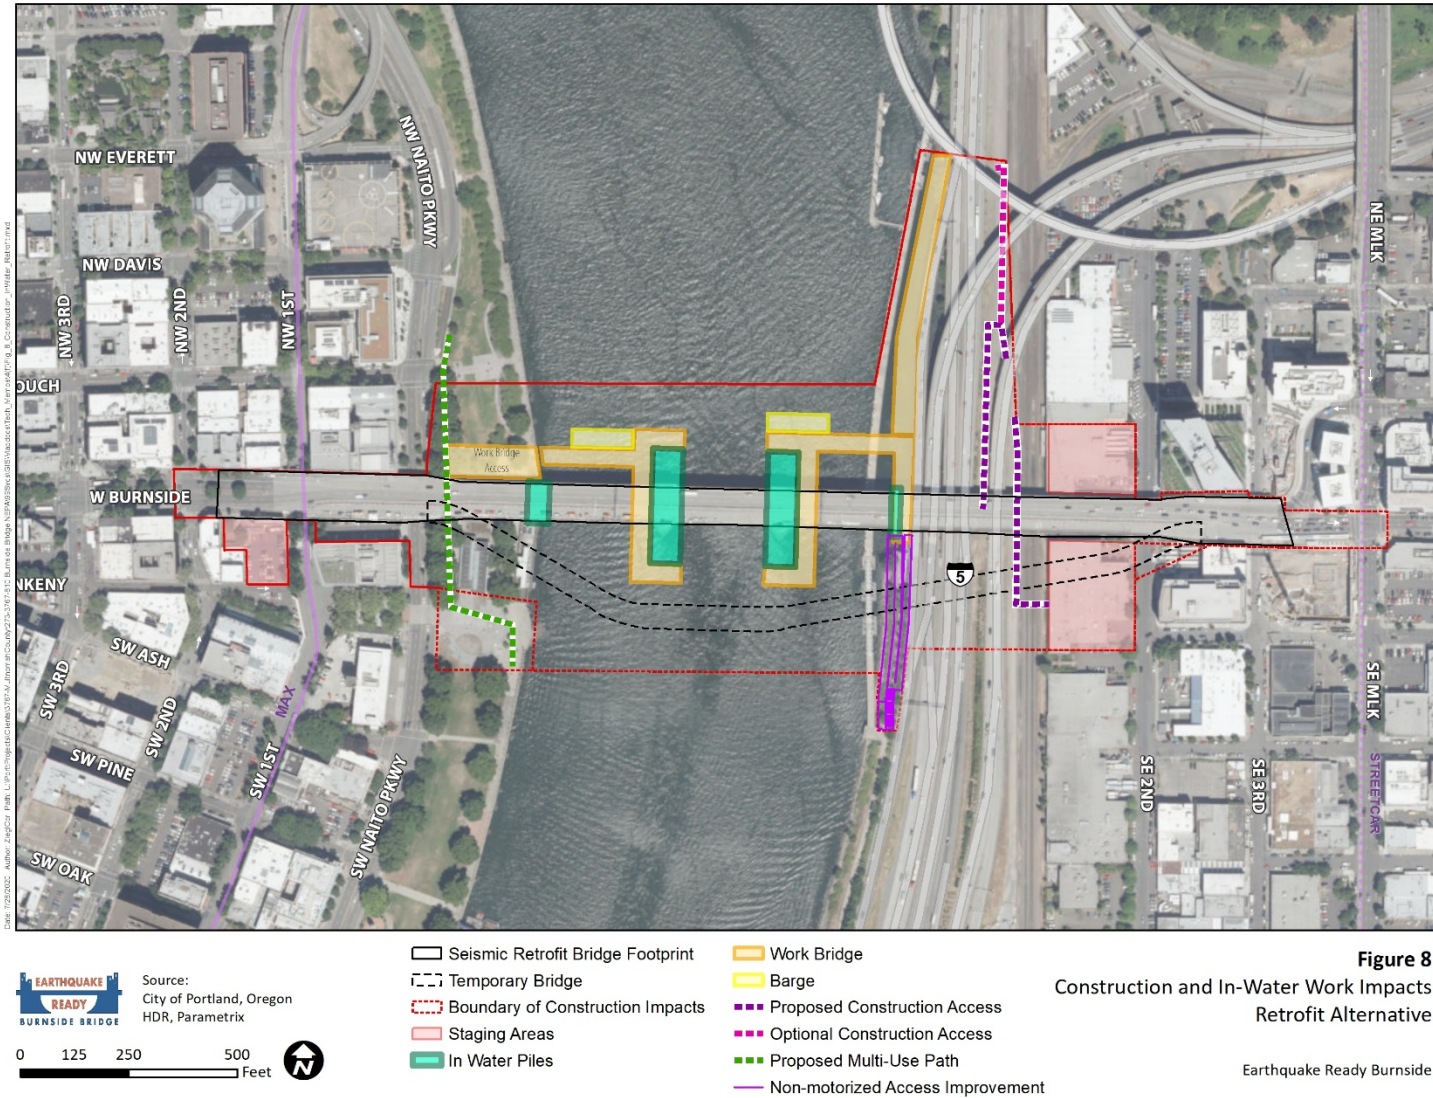 NW EVERETT
NW NAITO PKWY
NE MLK
NW DAVIS
NW 3RD
NW 2ND
NW 1ST
OUCH
Work Bridge
Access
W BURNSIDE
5
NKENY
SW ASH
SW 3RD
SW 2ND
MAX
SW 1ST
SW PINE
SW NAITO PKWY
SW OAK
SE MLK
SE 2ND
SE 3RD
STREETCAR
EARTHQUAKE
READY
BURNSIDE BRIDGE
Source:
City of Portland, Oregon
HDR, Parametrix
0 125 250 500
Feet
N
Seismic Retrofit Bridge Footprint
Temporary Bridge
Boundary of Construction Impacts
Staging Areas
In Water Piles
Work Bridge
Barge
Proposed Construction Access
Optional Construction Access
Proposed Multi-Use Path
Non-motorized Access Improvement
Figure 8
Construction and In-Water Work Impacts
Retrofit Alternative
Earthquake Ready Burnside